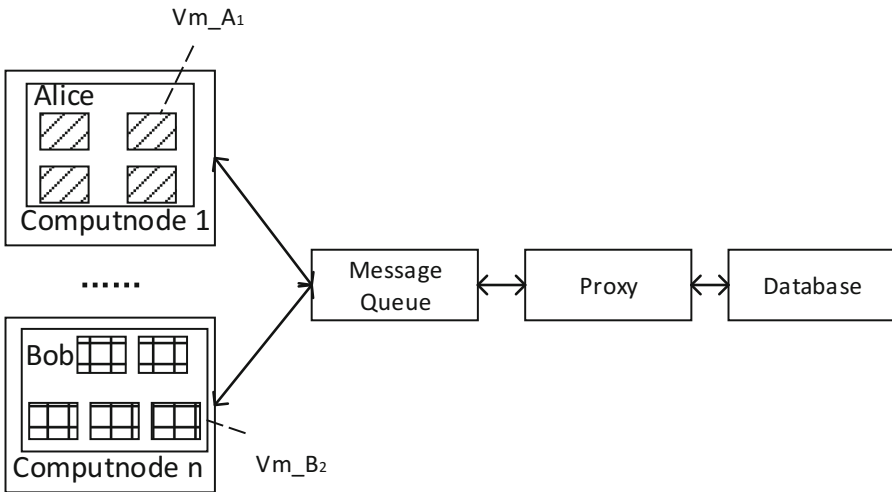 Vm_A₁
Alice
Computnode 1
......
Message
Queue
Proxy
Database
Bob
Computnode n
Vm_B₂